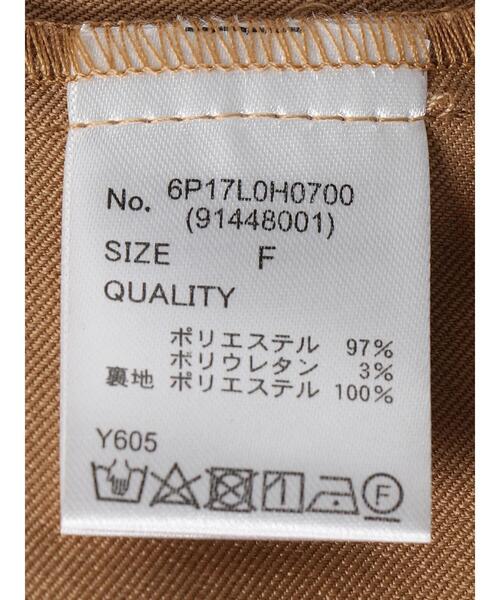 No. 6P17L0H0700
(91448001)
SIZE F
QUALITY
ポリエステル 97%
ポリウレタン 3%
裏地 ポリエステル 100%
Y605
F